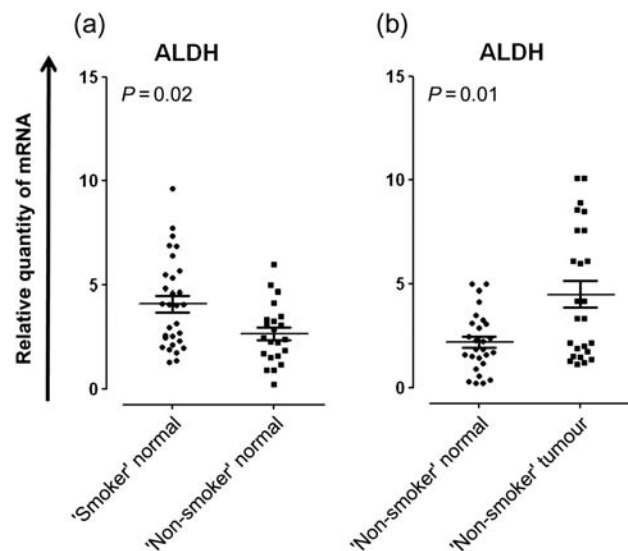 (a)
ALDH
P = 0.02
15
10
5
0
Relative quantity of mRNA
'Smoker' normal
'Non-smoker' normal
(b)
ALDH
P = 0.01
15
10
5
0
'Non-smoker' normal
'Non-smoker' tumour